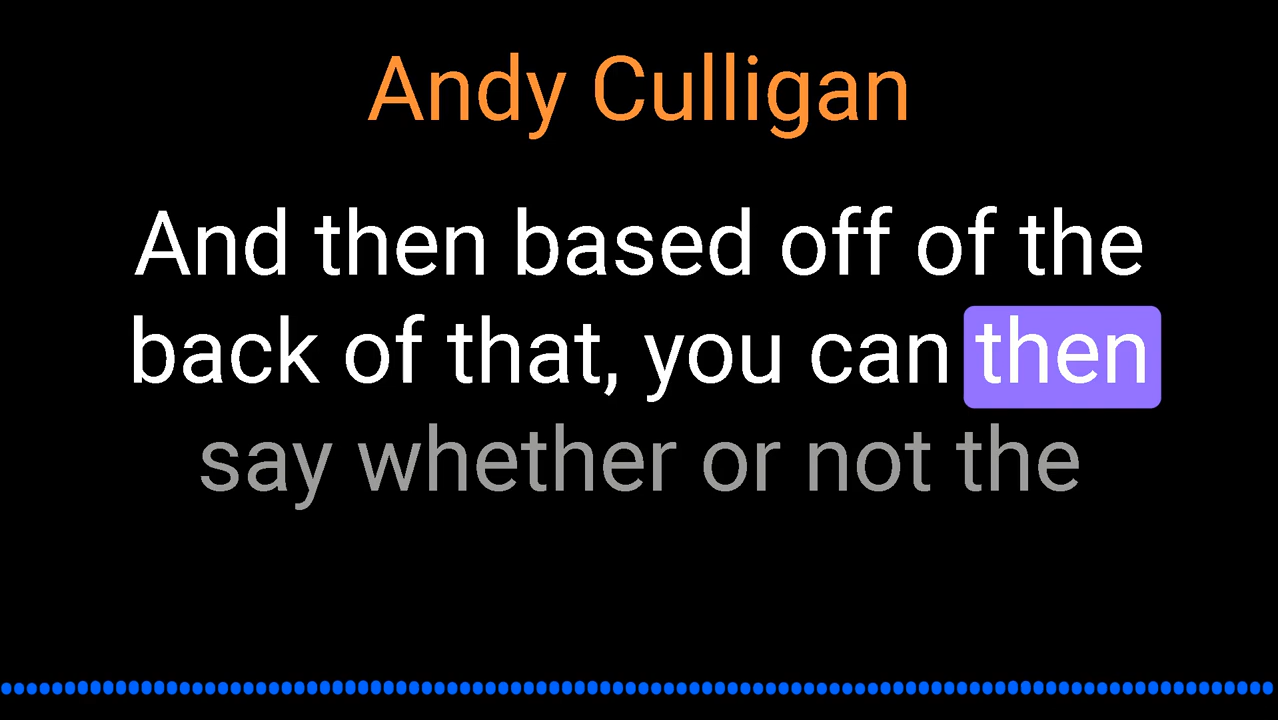 Andy Culligan
And then based off of the
back of that, you can then
say whether or not the